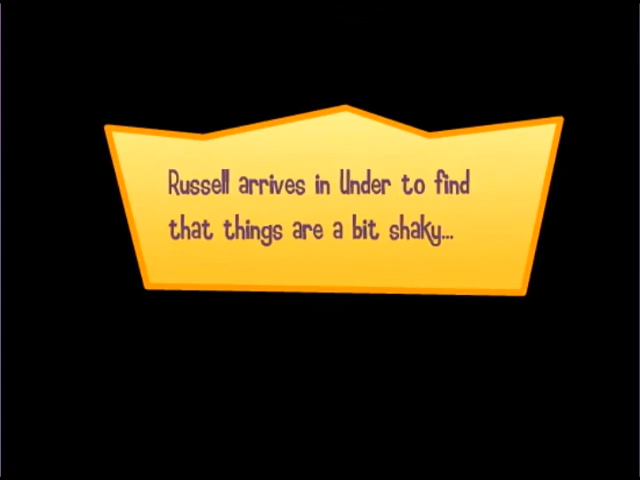 Russell arrives in Under to find
that things are a bit shaky...